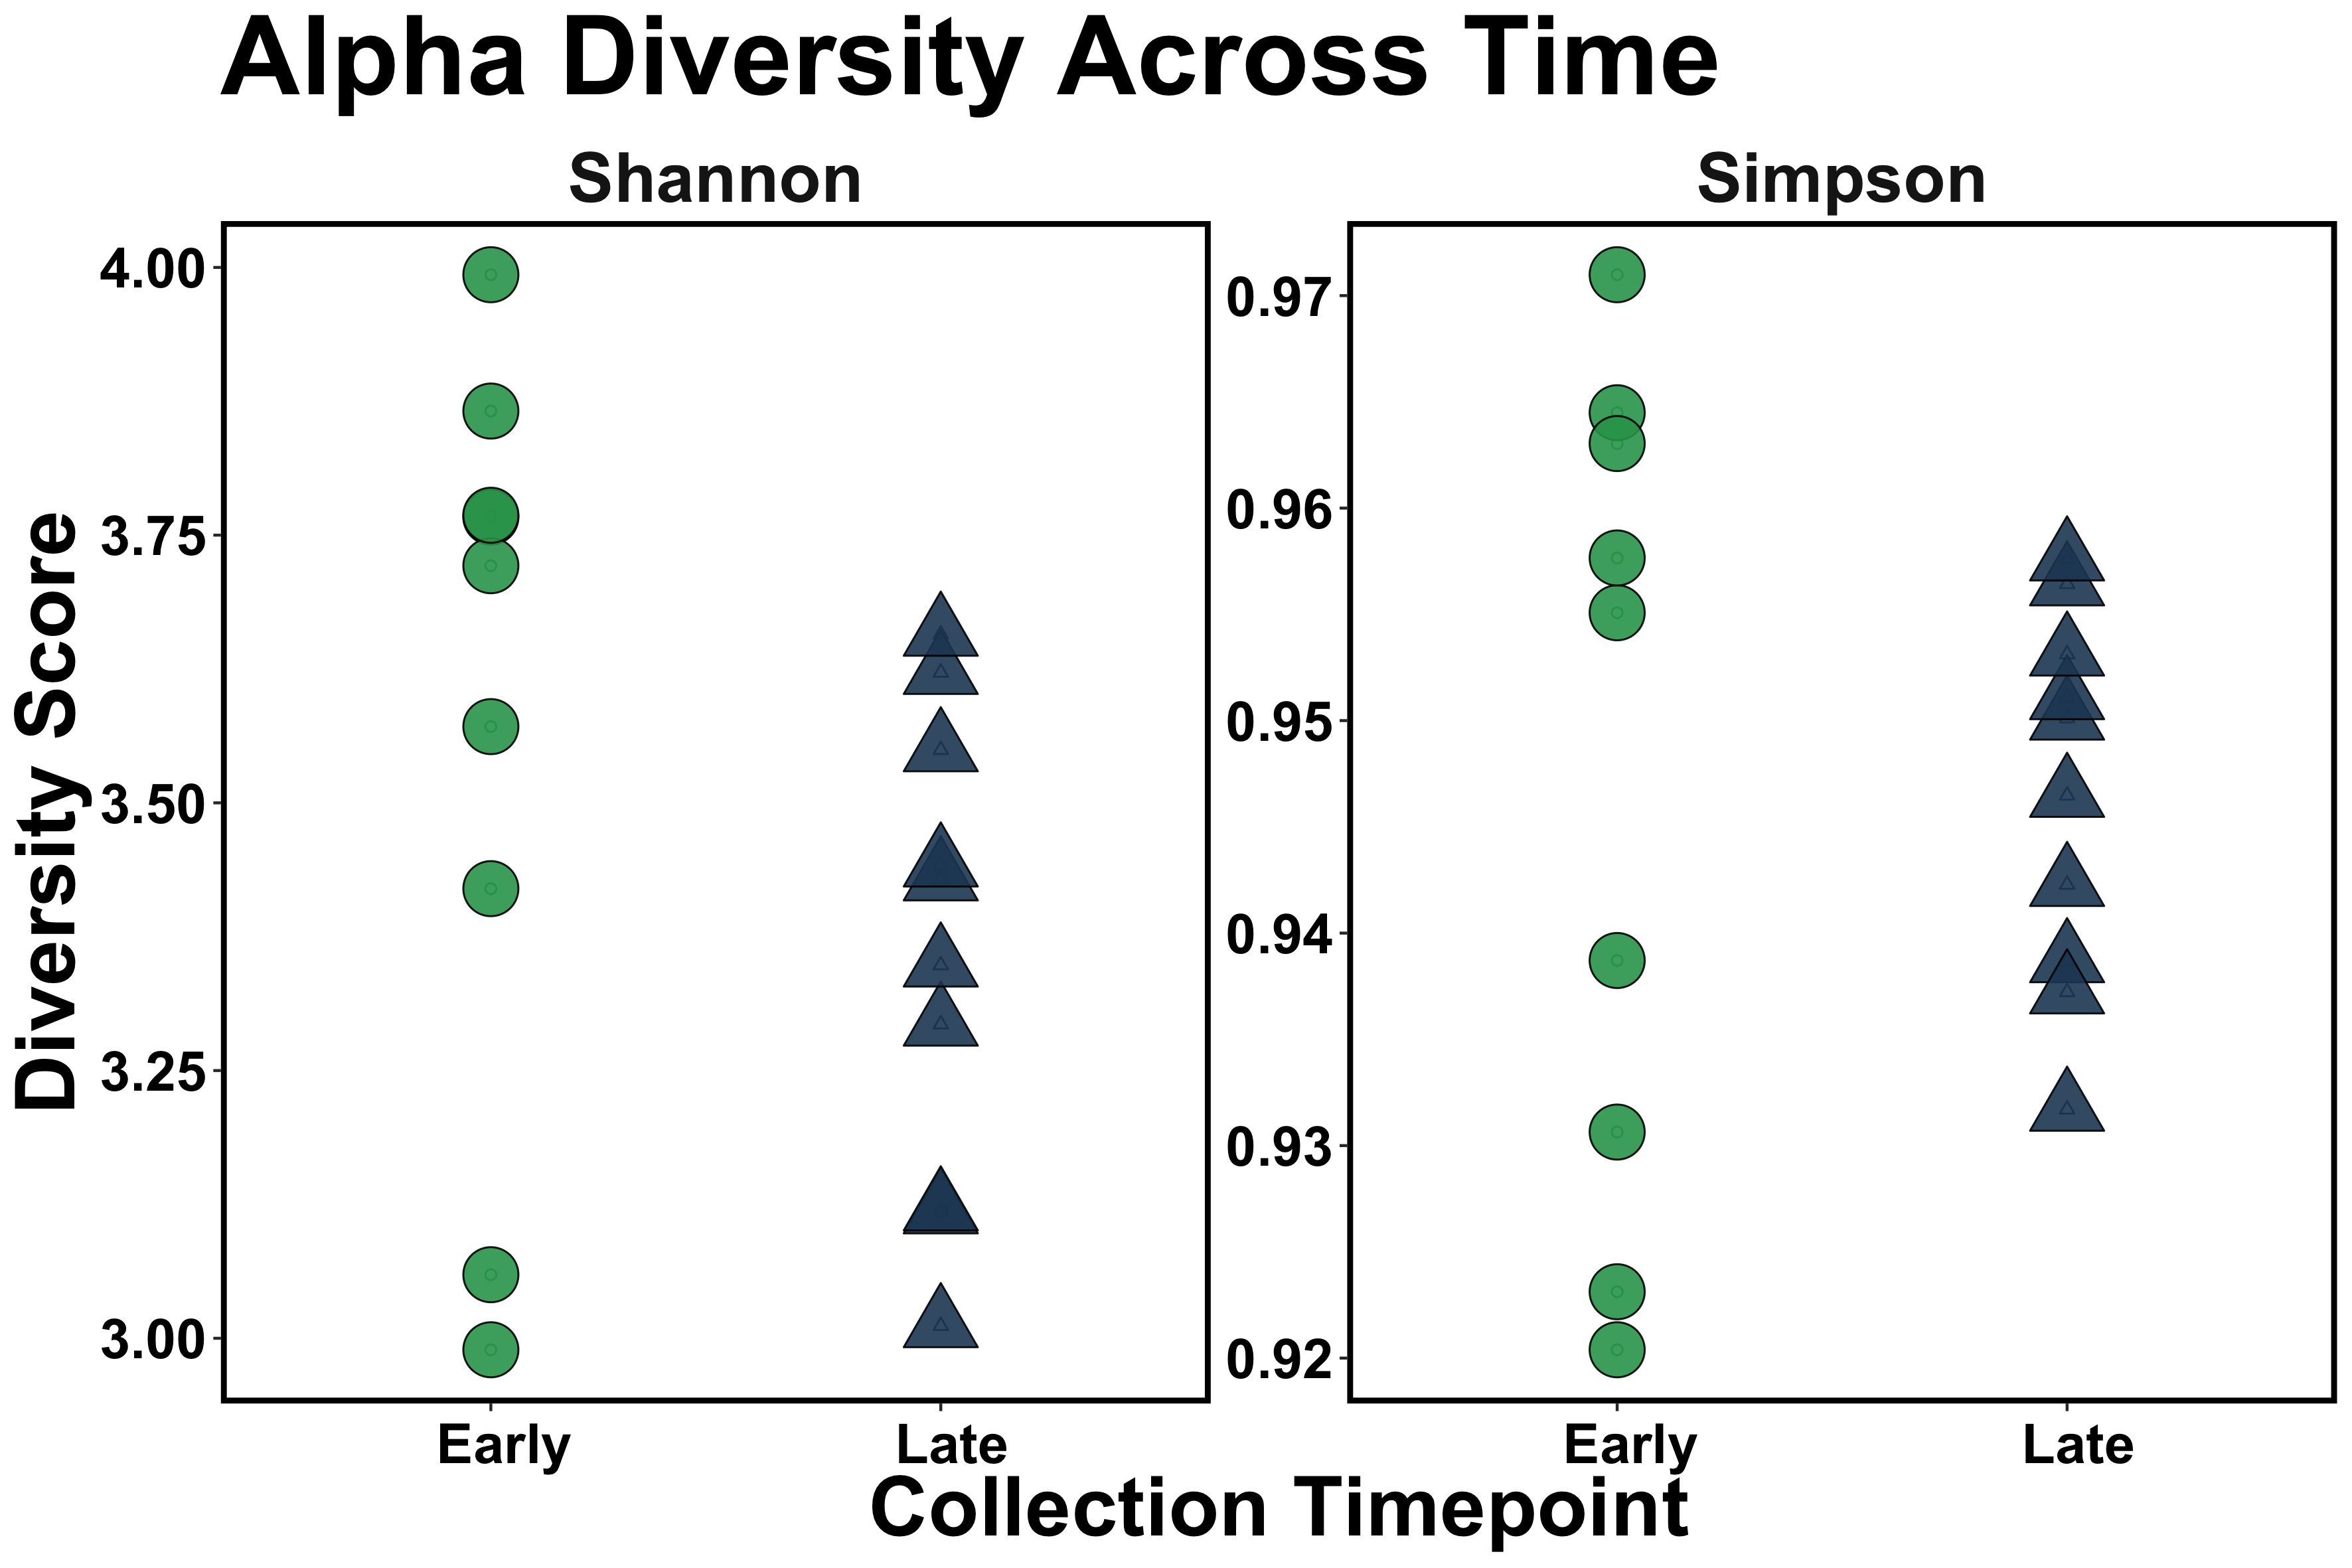 Alpha Diversity Across Time
Shannon
Simpson
Diversity Score
4.00
3.75
3.50
3.25
3.00
0.97
0.96
0.95
0.94
0.93
0.92
Early
Late
Early
Late
Collection Timepoint